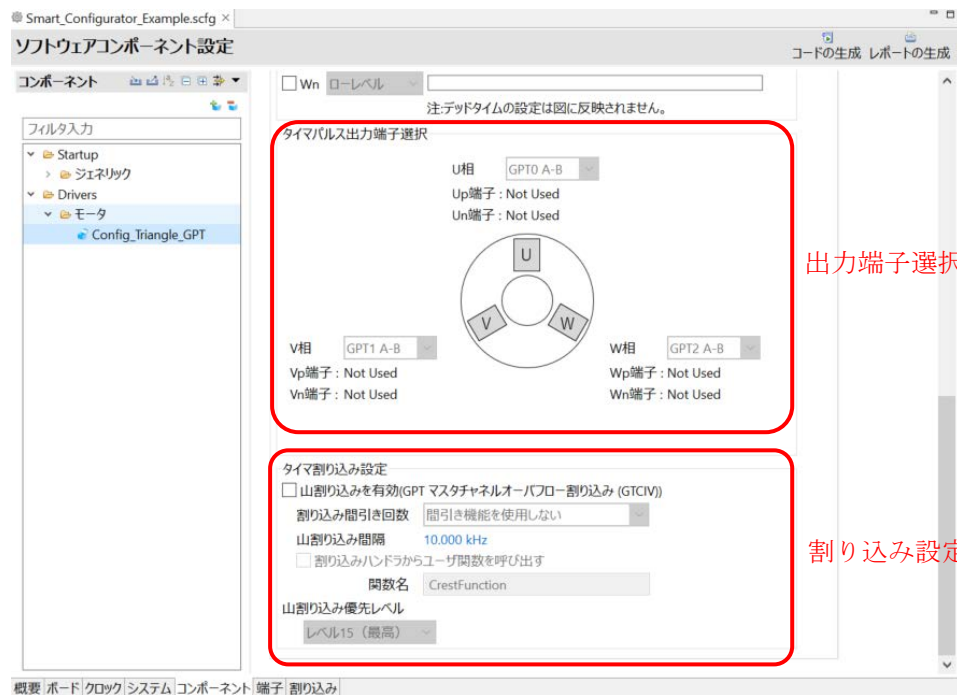 Smart_Configurator_Example.scfg ×
ソフトウェアコンポーネント設定
コードの生成 レポートの生成
コンポーネント
フィルタ入力
Startup
ジェネリック
Drivers
モータ
Config_Triangle_GPT
Wn ローレベル
注:デッドタイムの設定は図に反映されません。
タイマパルス出力端子選択
U相 GPT0 A-B
Up端子 : Not Used
Un端子 : Not Used
U
V
W
出力端子選択
V相 GPT1 A-B
Vp端子 : Not Used
Vn端子 : Not Used
W相 GPT2 A-B
Wp端子 : Not Used
Wn端子 : Not Used
タイマ割り込み設定
山割り込みを有効(GPT マスタチャネルオーバフロー割り込み (GTCIV))
割り込み間引き回数 間引き機能を使用しない
山割り込み間隔 10.000 kHz
割り込みハンドラからユーザ関数を呼び出す
関数名 CrestFunction
山割り込み優先レベル
レベル15（最高）
割り込み設定
概要 ボード クロック システム コンポーネント 端子 割り込み